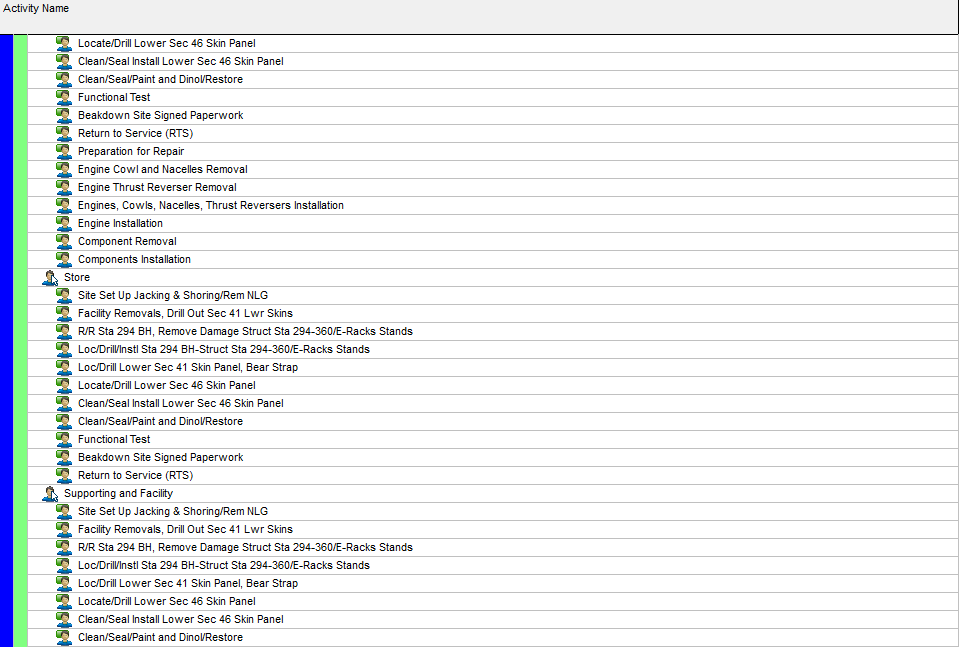 Activity Name
Locate/Drill Lower Sec 46 Skin Panel
Clean/Seal Install Lower Sec 46 Skin Panel
Clean/Seal/Paint and Dinol/Restore
Functional Test
Beakdown Site Signed Paperwork
Return to Service (RTS)
Preparation for Repair
Engine Cowl and Nacelles Removal
Engine Thrust Reverser Removal
Engines, Cowls, Nacelles, Thrust Reversers Installation
Engine Installation
Component Removal
Components Installation
Store
Site Set Up Jacking & Shoring/Rem NLG
Facility Removals, Drill Out Sec 41 Lwr Skins
R/R Sta 294 BH, Remove Damage Struct Sta 294-360/E-Racks Stands
Loc/Drill/Instl Sta 294 BH-Struct Sta 294-360/E-Racks Stands
Loc/Drill Lower Sec 41 Skin Panel, Bear Strap
Locate/Drill Lower Sec 46 Skin Panel
Clean/Seal Install Lower Sec 46 Skin Panel
Clean/Seal/Paint and Dinol/Restore
Functional Test
Beakdown Site Signed Paperwork
Return to Service (RTS)
Supporting and Facility
Site Set Up Jacking & Shoring/Rem NLG
Facility Removals, Drill Out Sec 41 Lwr Skins
R/R Sta 294 BH, Remove Damage Struct Sta 294-360/E-Racks Stands
Loc/Drill/Instl Sta 294 BH-Struct Sta 294-360/E-Racks Stands
Loc/Drill Lower Sec 41 Skin Panel, Bear Strap
Locate/Drill Lower Sec 46 Skin Panel
Clean/Seal Install Lower Sec 46 Skin Panel
Clean/Seal/Paint and Dinol/Restore